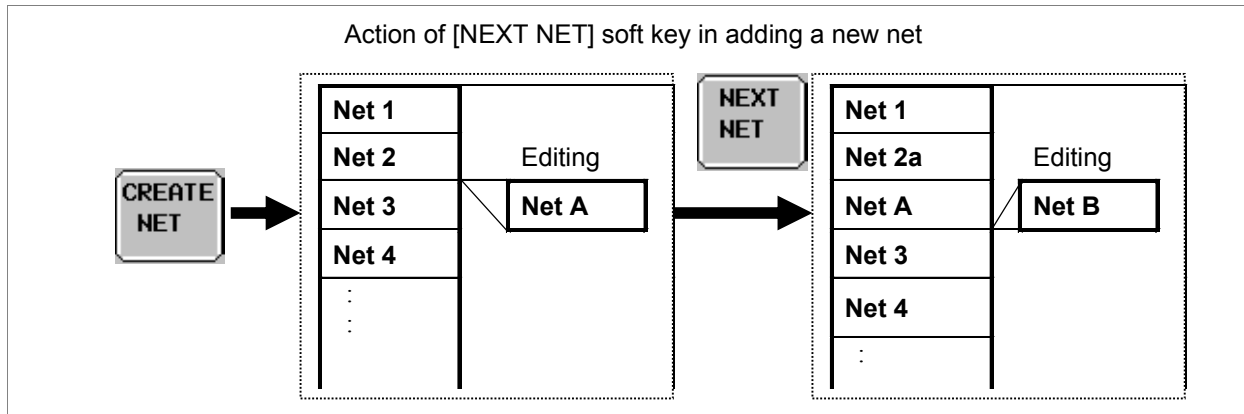 Action of [NEXT NET] soft key in adding a new net
CREATE
NET
Net 1
Net 2
Net 3
Net 4
:
:
Editing
Net A
NEXT
NET
Net 1
Net 2a
Net A
Net 3
Net 4
:
Editing
Net B